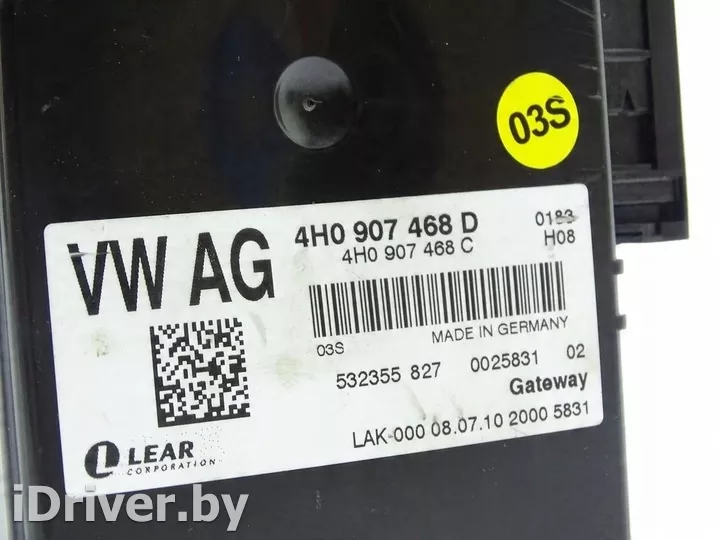 03S
VW AG
4H0 907 468 D
4H0 907 468 C
0183
H08
03S
MADE IN GERMANY
532355 827
0025831 02
Gateway
LEAR
CORPORATION
LAK-000 08.07.10 2000 5831
iDriver.by